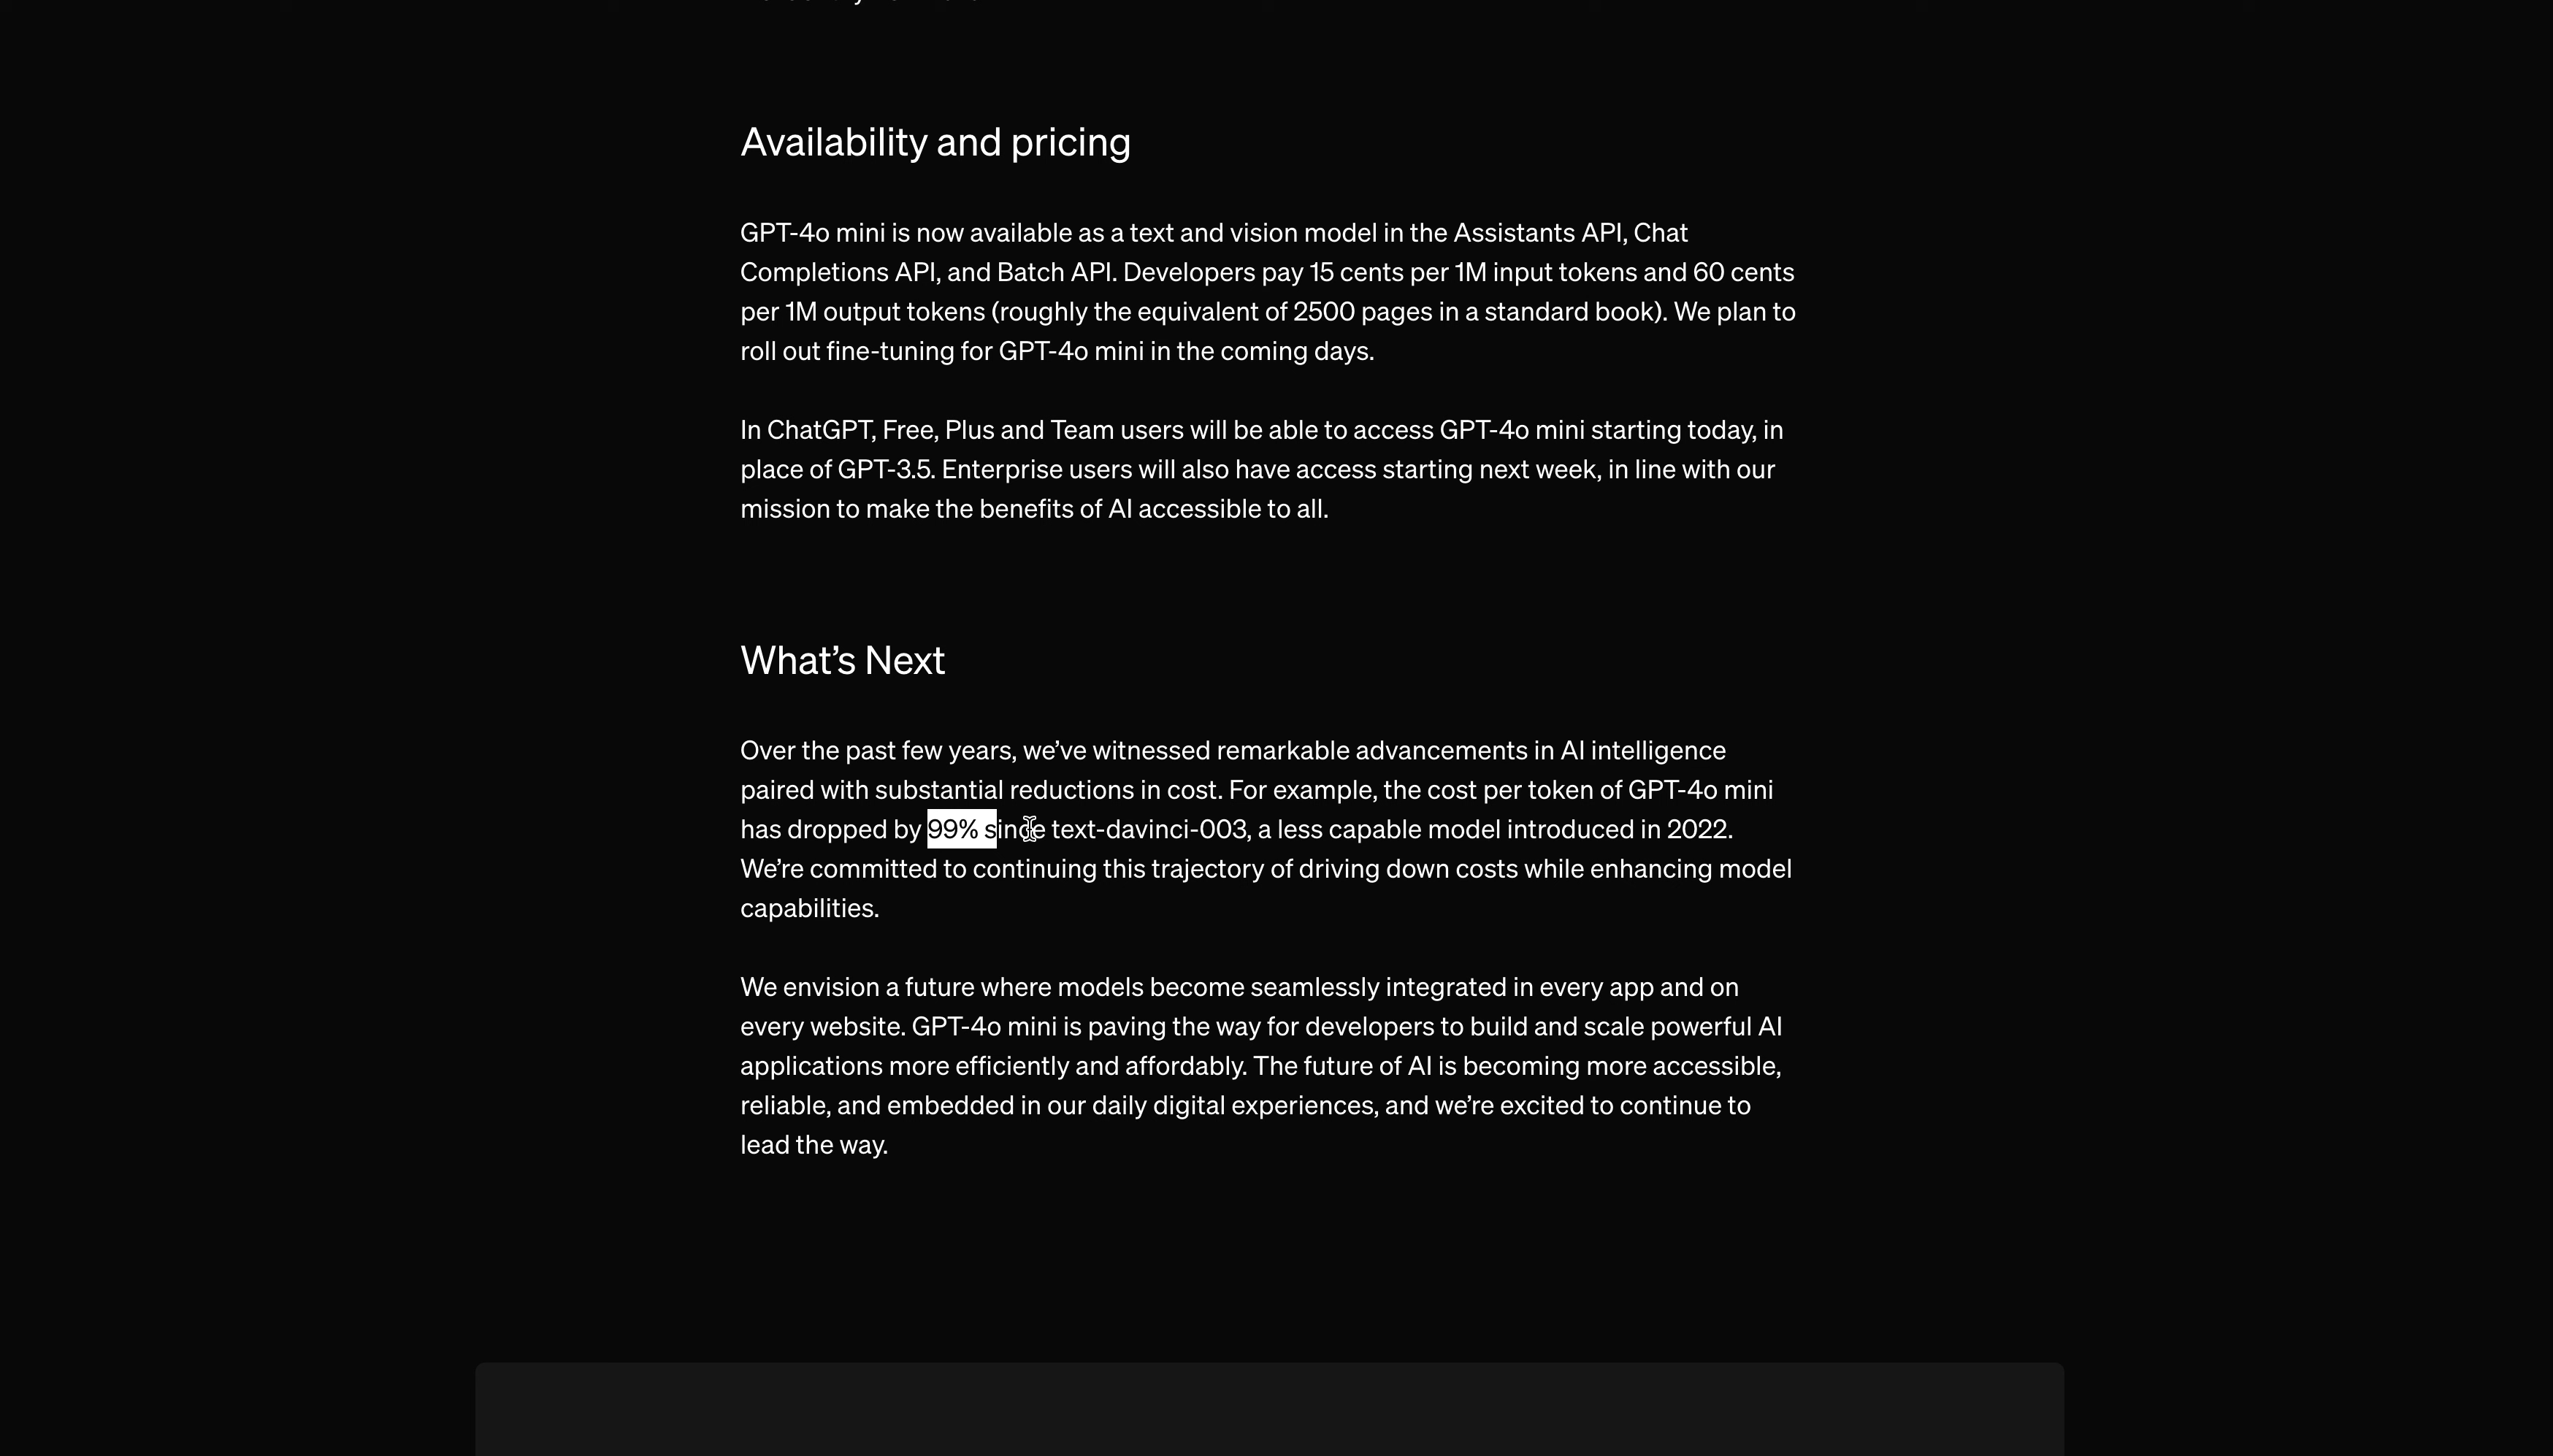 Availability and pricing
GPT-4o mini is now available as a text and vision model in the Assistants API, Chat
Completions API, and Batch API. Developers pay 15 cents per 1M input tokens and 60 cents
per 1M output tokens (roughly the equivalent of 2500 pages in a standard book). We plan to
roll out fine-tuning for GPT-4o mini in the coming days.
In ChatGPT, Free, Plus and Team users will be able to access GPT-4o mini starting today, in
place of GPT-3.5. Enterprise users will also have access starting next week, in line with our
mission to make the benefits of AI accessible to all.
What’s Next
Over the past few years, we’ve witnessed remarkable advancements in AI intelligence
paired with substantial reductions in cost. For example, the cost per token of GPT-4o mini
has dropped by 99% since text-davinci-003, a less capable model introduced in 2022.
We’re committed to continuing this trajectory of driving down costs while enhancing model
capabilities.
We envision a future where models become seamlessly integrated in every app and on
every website. GPT-4o mini is paving the way for developers to build and scale powerful AI
applications more efficiently and affordably. The future of AI is becoming more accessible,
reliable, and embedded in our daily digital experiences, and we’re excited to continue to
lead the way.